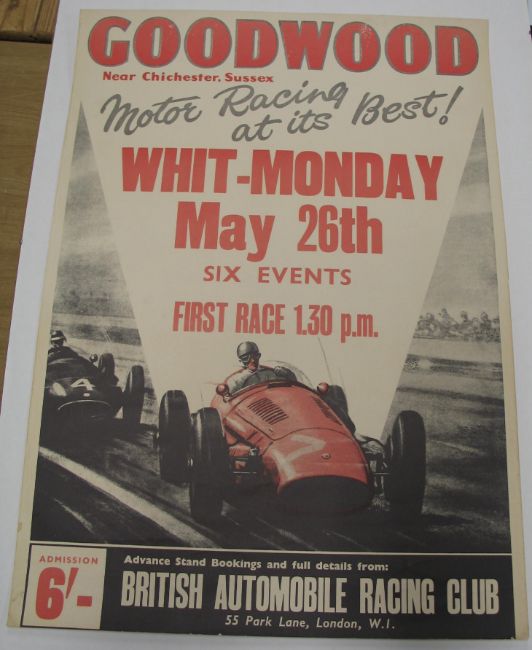 GOODWOOD
Near Chichester, Sussex
Motor Racing
at its Best!
WHIT-MONDAY
May 26th
SIX EVENTS
FIRST RACE 1.30 p.m.
4
7
ADMISSION
6/-
Advance Stand Bookings and full details from:
BRITISH AUTOMOBILE RACING CLUB
55 Park Lane, London, W.1.